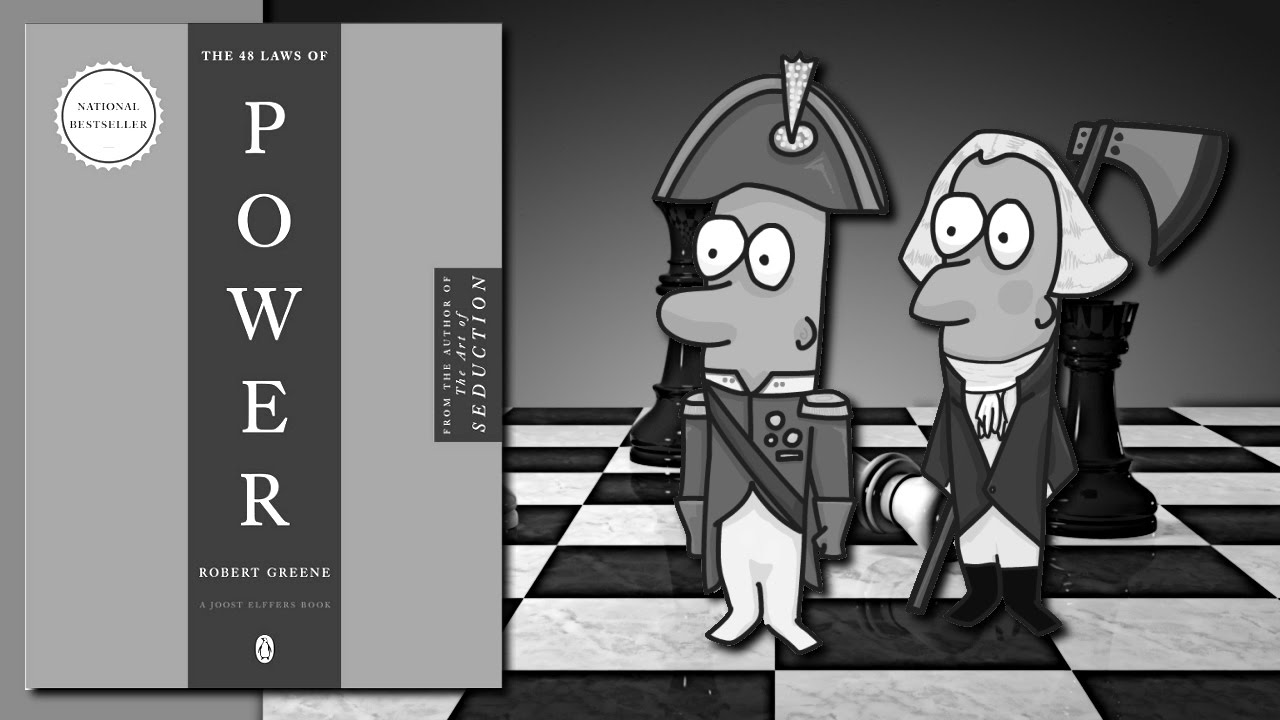 THE 48 LAWS OF
NATIONAL
BESTSELLER
P
O
W
E
R
FROM THE AUTHOR OF
The Art of
SEDUCTION
ROBERT GREENE
A JOOST ELFFERS BOOK